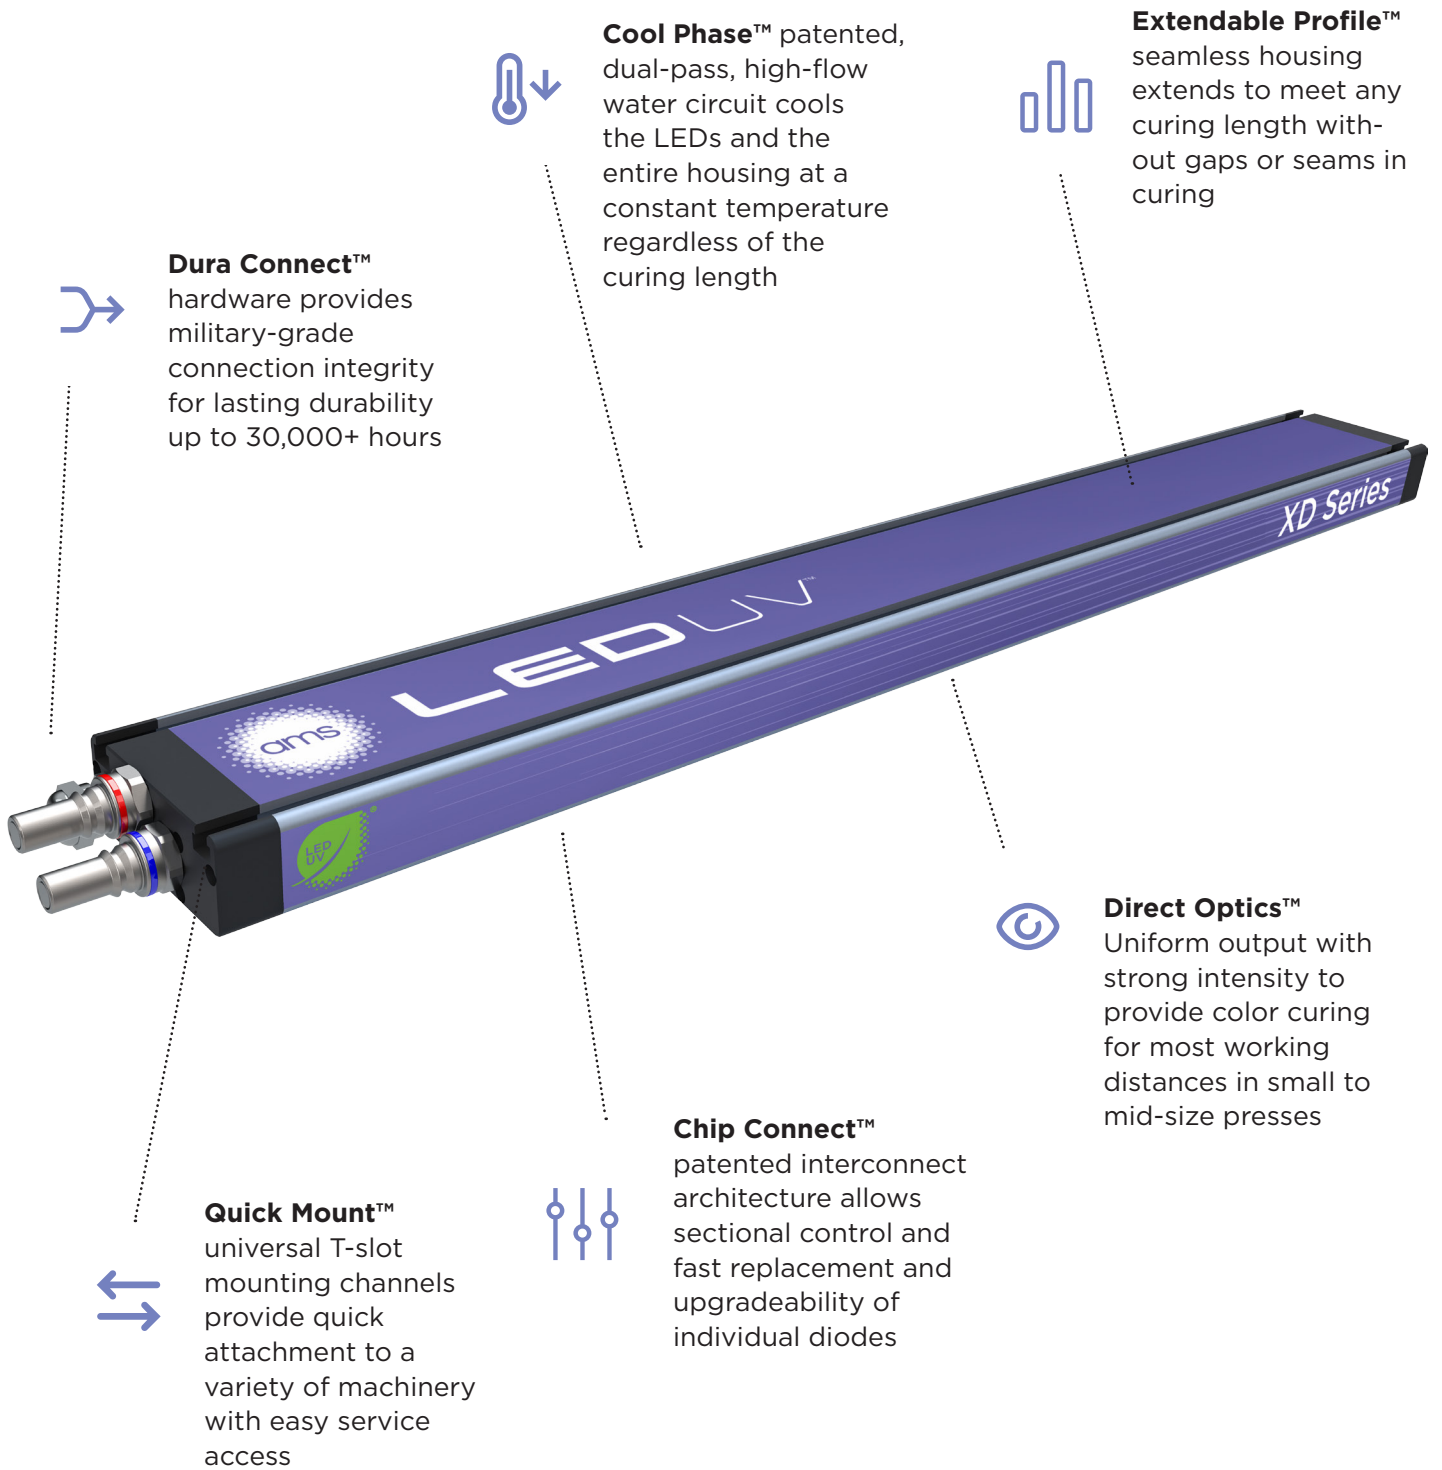 Cool Phase™ patented,
dual-pass, high-flow
water circuit cools
the LEDs and the
entire housing at a
constant temperature
regardless of the
curing length
Extendable Profile™
seamless housing
extends to meet any
curing length with-
out gaps or seams in
curing
Dura Connect™
hardware provides
military-grade
connection integrity
for lasting durability
up to 30,000+ hours
XD Series
LEDUV™
ams
LED
UV
Direct Optics™
Uniform output with
strong intensity to
provide color curing
for most working
distances in small to
mid-size presses
Chip Connect™
patented interconnect
architecture allows
sectional control and
fast replacement and
upgradeability of
individual diodes
Quick Mount™
universal T-slot
mounting channels
provide quick
attachment to a
variety of machinery
with easy service
access